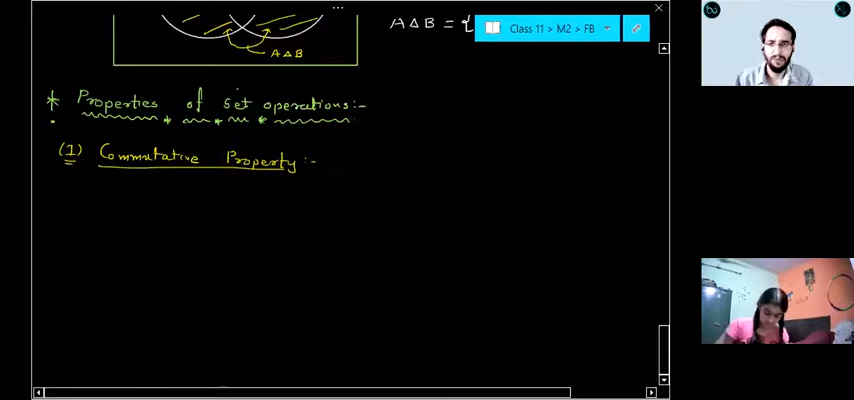 A Δ B = {
Class 11 > M2 > FB
A Δ B
* Properties of set operations:-
(1) Commutative Property:-